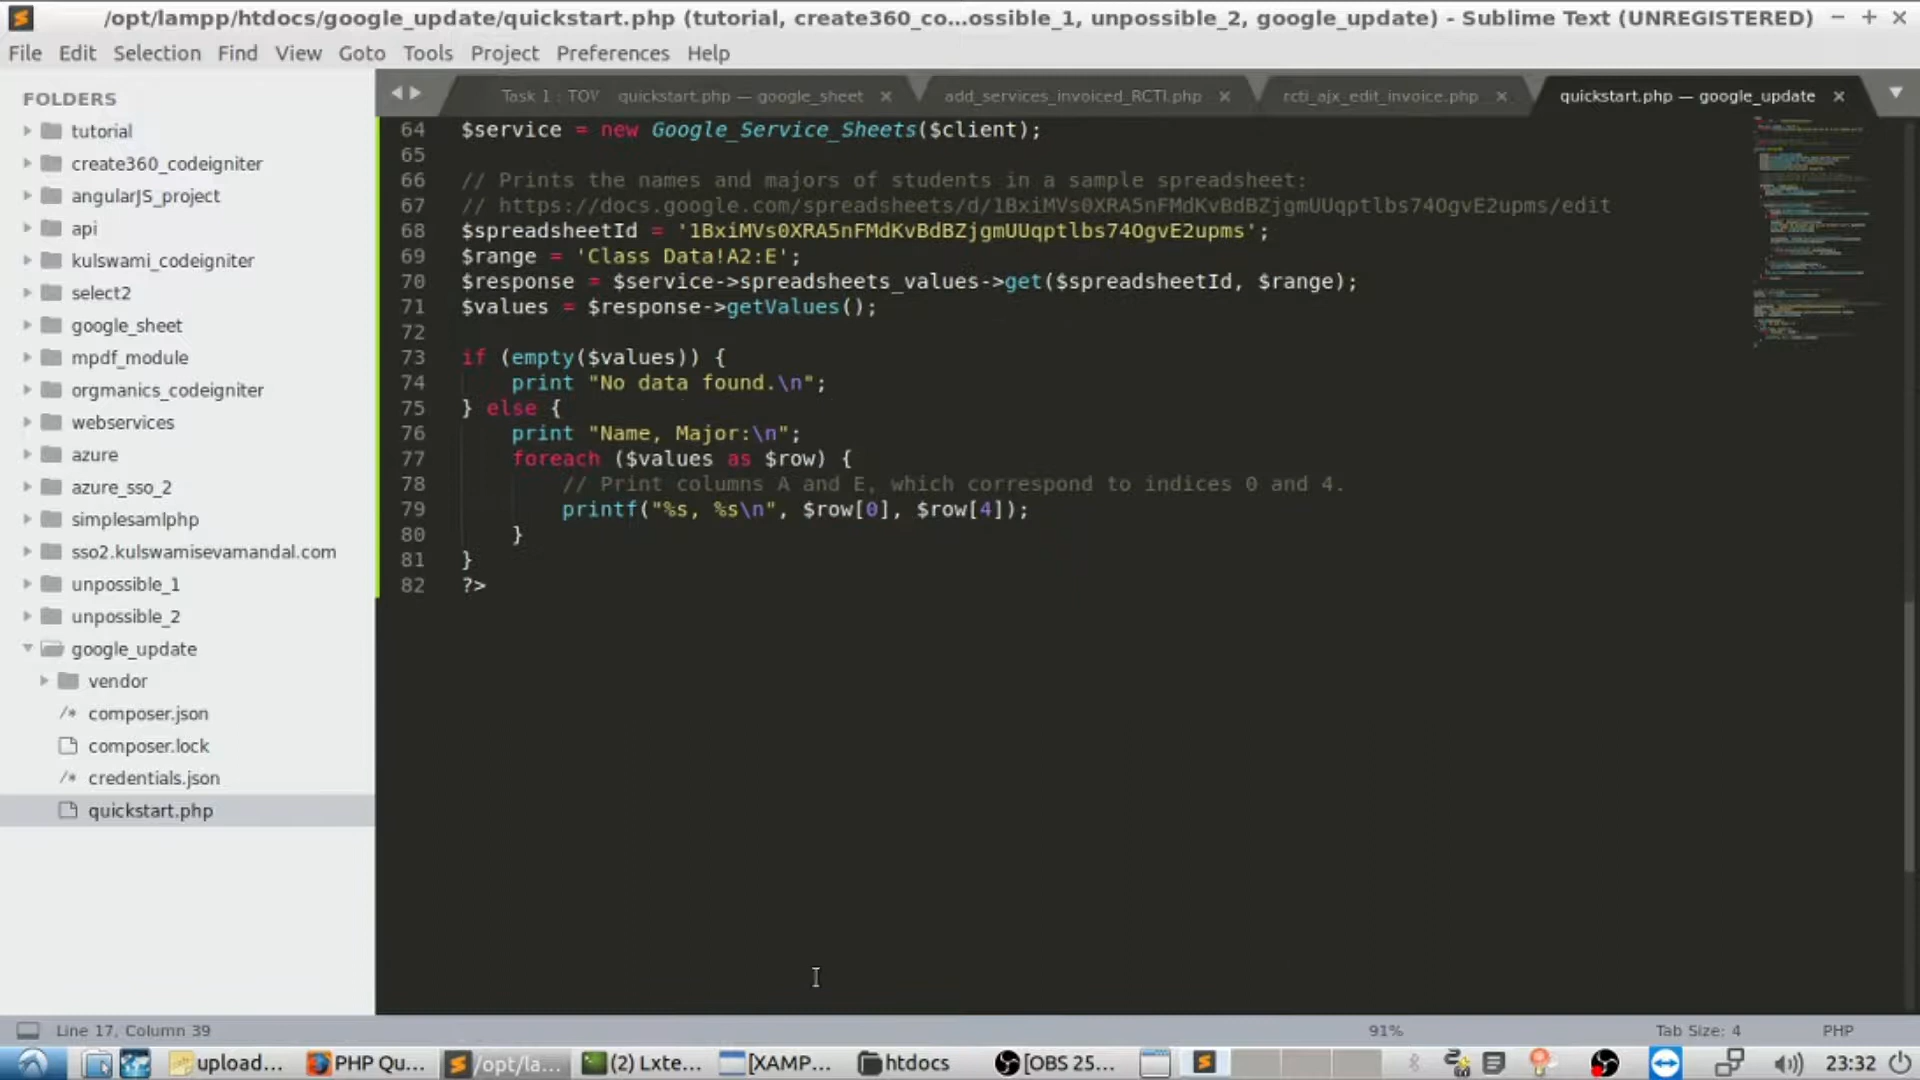 /opt/lampp/htdocs/google_update/quickstart.php (tutorial, create360_co...ossible_1, unpossible_2, google_update) - Sublime Text (UNREGISTERED)
File Edit Selection Find View Goto Tools Project Preferences Help
FOLDERS
tutorial
create360_codeigniter
angularJS_project
api
kulswami_codeigniter
select2
google_sheet
mpdf_module
orgmanics_codeigniter
webservices
azure
azure_sso_2
simplesamlphp
sso2.kulswamisevamandal.com
unpossible_1
unpossible_2
google_update
vendor
composer.json
composer.lock
credentials.json
quickstart.php
Task 1 : TOV quickstart.php — google_sheet add_services_invoiced_RCTI.php rcti_ajx_edit_invoice.php quickstart.php — google_update
64 $service = new Google_Service_Sheets($client);
65
66 // Prints the names and majors of students in a sample spreadsheet:
67 // https://docs.google.com/spreadsheets/d/1BxiMVs0XRA5nFMdKvBdBZjgmUUqptlbs74OgvE2upms/edit
68 $spreadsheetId = '1BxiMVs0XRA5nFMdKvBdBZjgmUUqptlbs74OgvE2upms';
69 $range = 'Class Data!A2:E';
70 $response = $service->spreadsheets_values->get($spreadsheetId, $range);
71 $values = $response->getValues();
72
73 if (empty($values)) {
74 print "No data found.\n";
75 } else {
76 print "Name, Major:\n";
77 foreach ($values as $row) {
78 // Print columns A and E, which correspond to indices 0 and 4.
79 printf("%s, %s\n", $row[0], $row[4]);
80 }
81 }
82 ?>
Line 17, Column 39 91% Tab Size: 4 PHP
upload... PHP Qu... /opt/la... (2) Lxte... [XAMP... htdocs [OBS 25... 23:32